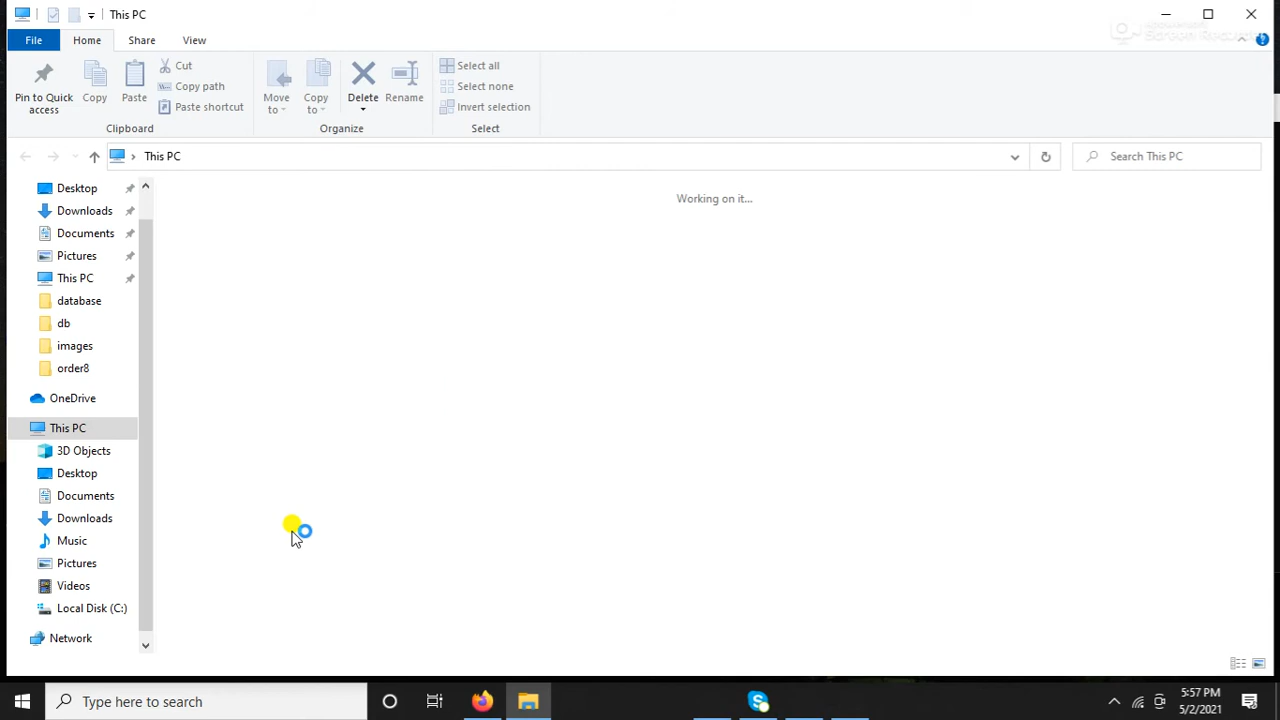 This PC
File Home Share View
Pin to Quick access
Copy
Paste
Cut
Copy path
Paste shortcut
Move to
Copy to
Delete
Rename
Select all
Select none
Invert selection
Clipboard Organize Select
This PC
Search This PC
Working on it...
Desktop
Downloads
Documents
Pictures
This PC
database
db
images
order8
OneDrive
This PC
3D Objects
Desktop
Documents
Downloads
Music
Pictures
Videos
Local Disk (C:)
Network
Type here to search
5:57 PM
5/2/2021